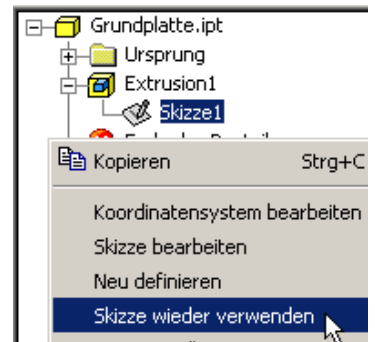 Grundplatte.ipt
Ursprung
Extrusion1
Skizze1
Kopieren Strg+C
Koordinatensystem bearbeiten
Skizze bearbeiten
Neu definieren
Skizze wieder verwenden